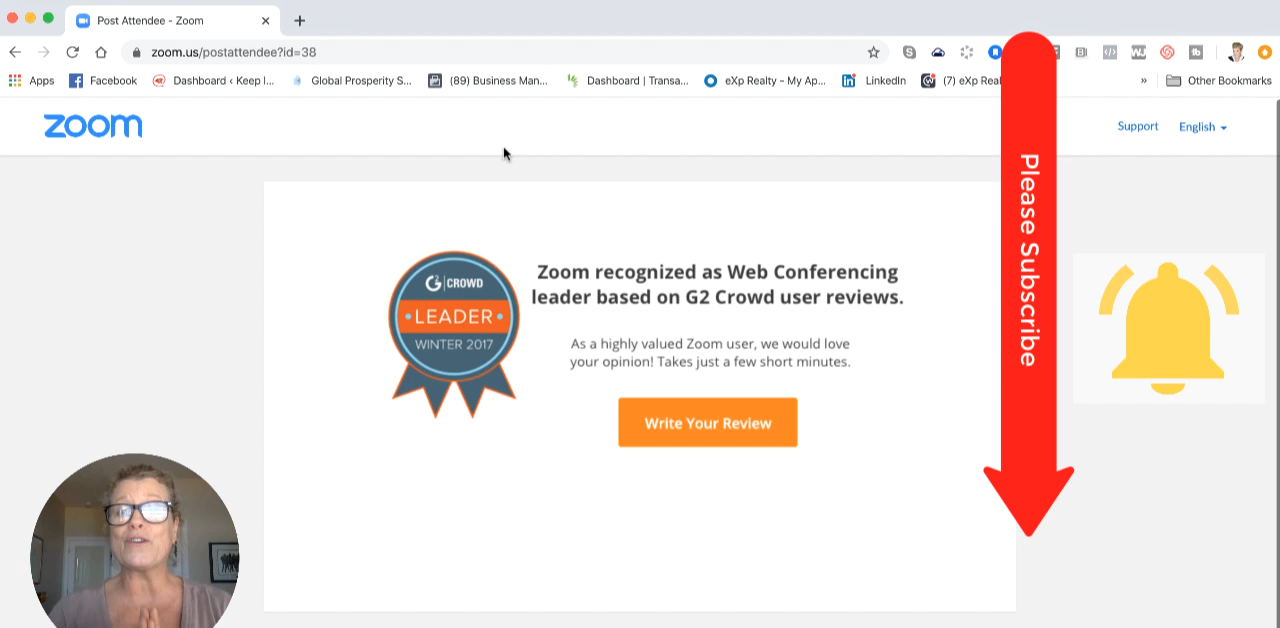 Post Attendee - Zoom
zoom.us/postattendee?id=38
Apps
Facebook
Dashboard ‹ Keep I...
Global Prosperity S...
(89) Business Man...
Dashboard | Transa...
eXp Realty - My Ap...
LinkedIn
(7) eXp Real
»
Other Bookmarks
zoom
Support
English
G2 | CROWD
LEADER
WINTER 2017
Zoom recognized as Web Conferencing
leader based on G2 Crowd user reviews.
As a highly valued Zoom user, we would love
your opinion! Takes just a few short minutes.
Write Your Review
Please Subscribe